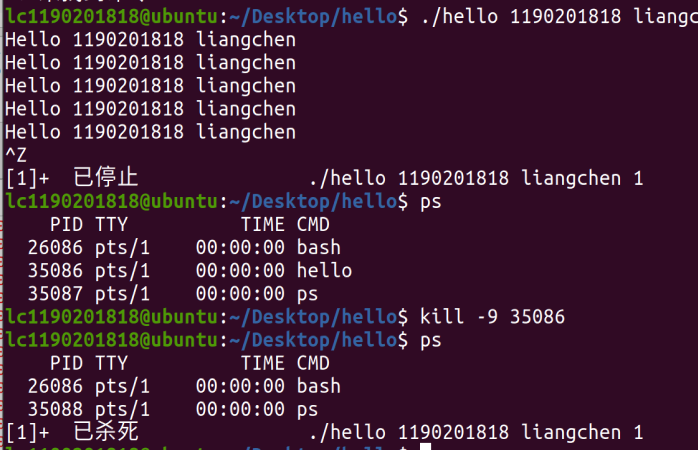 lc1190201818@ubuntu:~/Desktop/hello$ ./hello 1190201818 liangc
Hello 1190201818 liangchen
Hello 1190201818 liangchen
Hello 1190201818 liangchen
Hello 1190201818 liangchen
Hello 1190201818 liangchen
^Z
[1]+  已停止               ./hello 1190201818 liangchen 1
lc1190201818@ubuntu:~/Desktop/hello$ ps
    PID TTY          TIME CMD
  26086 pts/1    00:00:00 bash
  35086 pts/1    00:00:00 hello
  35087 pts/1    00:00:00 ps
lc1190201818@ubuntu:~/Desktop/hello$ kill -9 35086
lc1190201818@ubuntu:~/Desktop/hello$ ps
    PID TTY          TIME CMD
  26086 pts/1    00:00:00 bash
  35088 pts/1    00:00:00 ps
[1]+  已杀死               ./hello 1190201818 liangchen 1
lc1190201818@ubuntu:~/Desktop/hello$